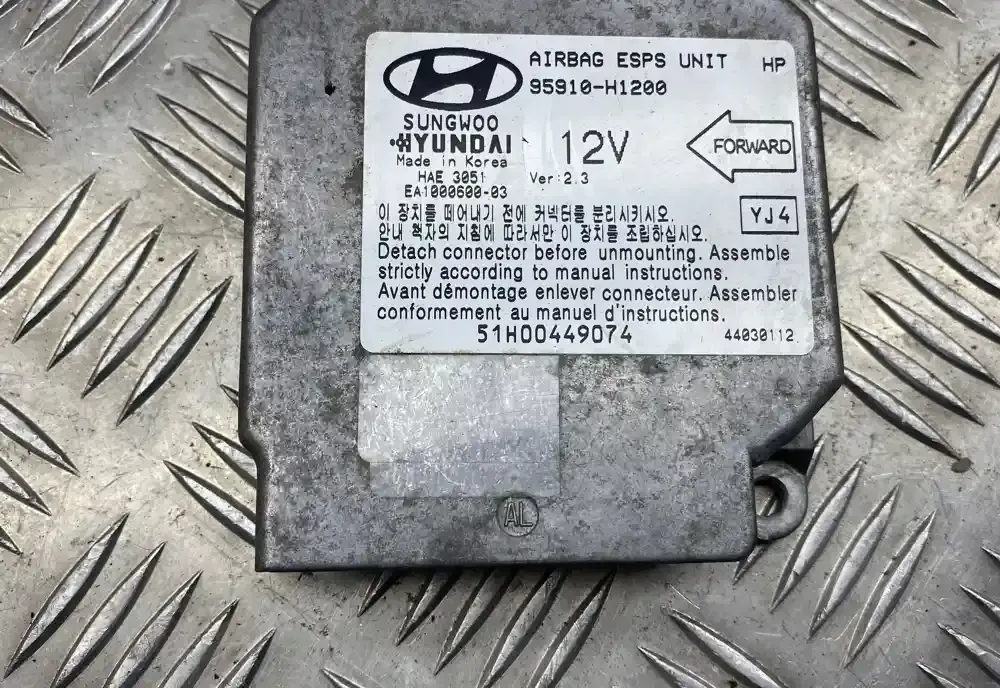 AIRBAG ESPS UNIT HP
95910-H1200
SUNGWOO
HYUNDAI
Made in Korea
HAE 3051
EA1000600-03
12V
Ver:2.3
FORWARD
YJ4
이 장치를 떼어내기 전에 커넥터를 분리시키시오.
안내 책자의 지침에 따라서만 이 장치를 조립하십시오.
Detach connector before unmounting. Assemble
strictly according to manual instructions.
Avant démontage enlever connecteur. Assembler
conformement au manuel d'instructions.
51H00449074
44030112
AL